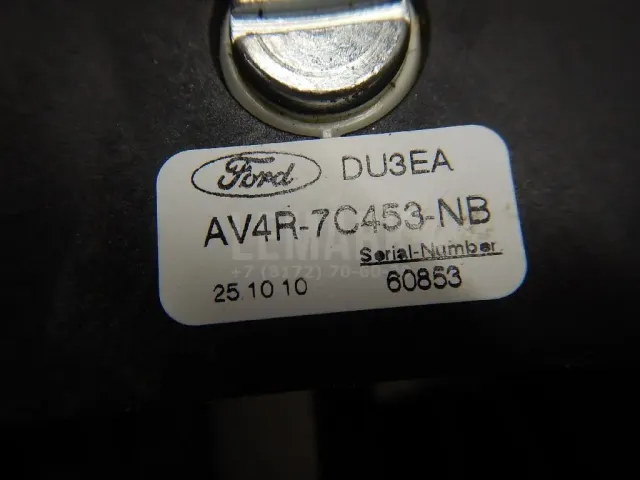 Ford DU3EA
AV4R-7C453-NB
Serial-Number
25.10 10 60853